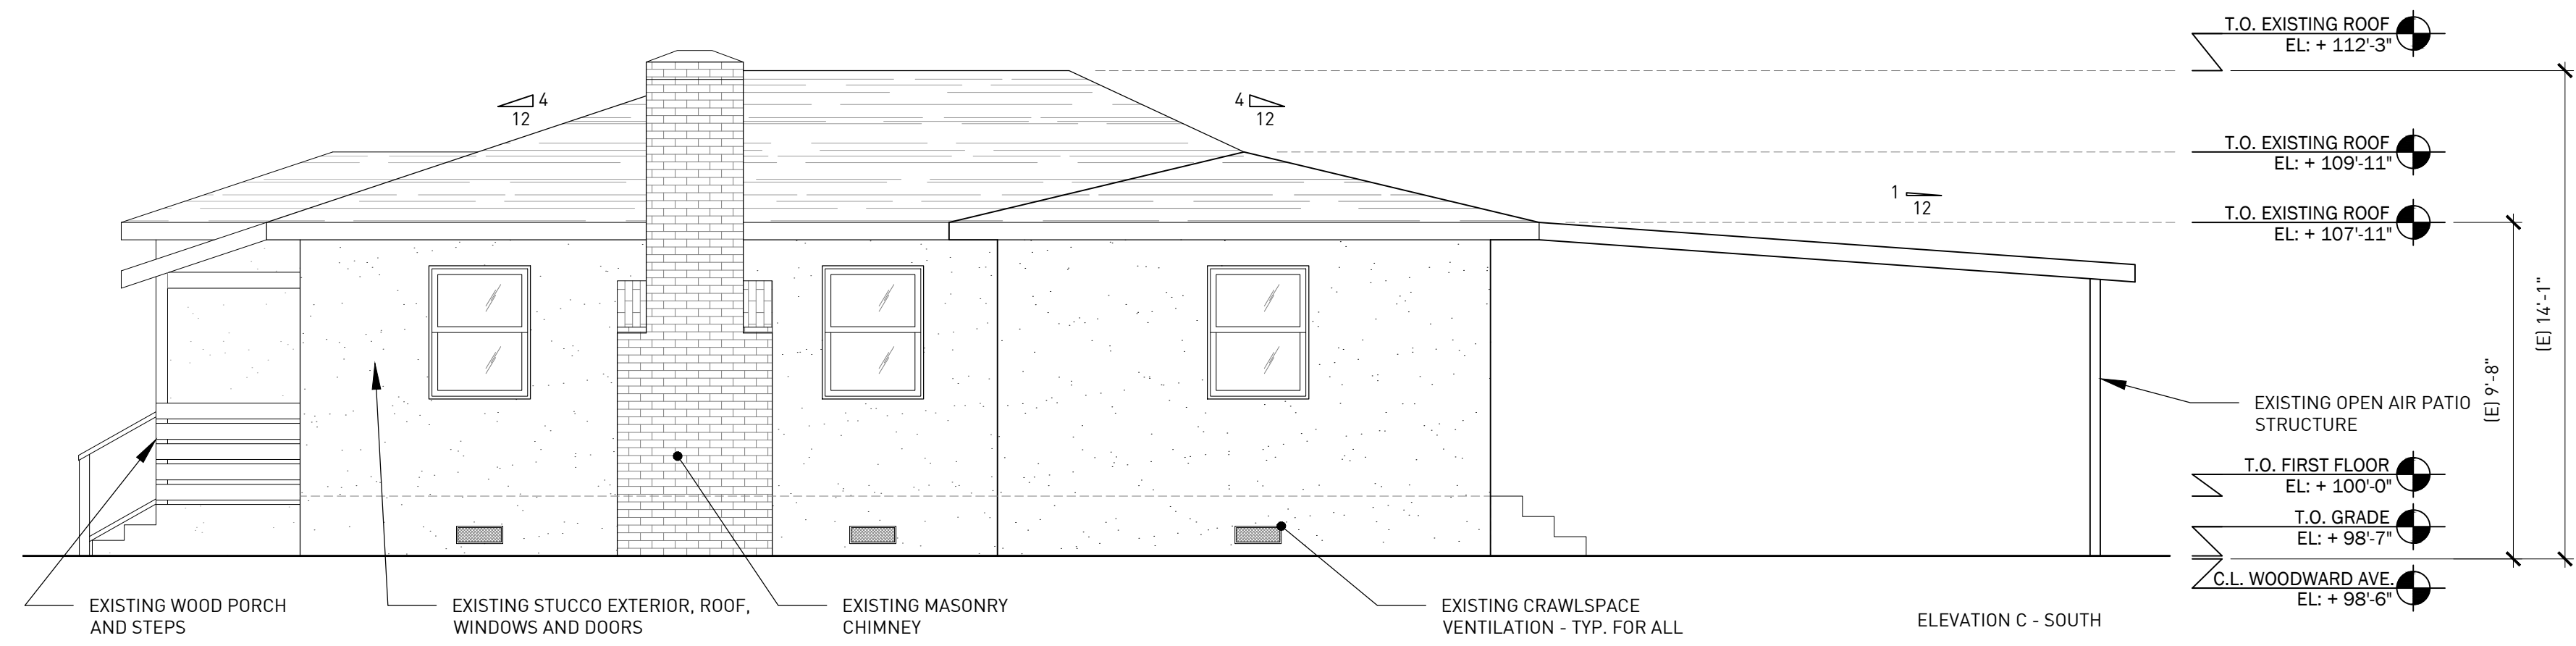 T.O. EXISTING ROOF
EL: + 112'-3"
4
12
4
12
T.O. EXISTING ROOF
EL: + 109'-11"
1
12
T.O. EXISTING ROOF
EL: + 107'-11"
(E) 14'-1"
(E) 9'-8"
EXISTING OPEN AIR PATIO
STRUCTURE
T.O. FIRST FLOOR
EL: + 100'-0"
T.O. GRADE
EL: + 98'-7"
C.L. WOODWARD AVE.
EL: + 98'-6"
EXISTING WOOD PORCH
AND STEPS
EXISTING STUCCO EXTERIOR, ROOF,
WINDOWS AND DOORS
EXISTING MASONRY
CHIMNEY
EXISTING CRAWLSPACE
VENTILATION - TYP. FOR ALL
ELEVATION C - SOUTH